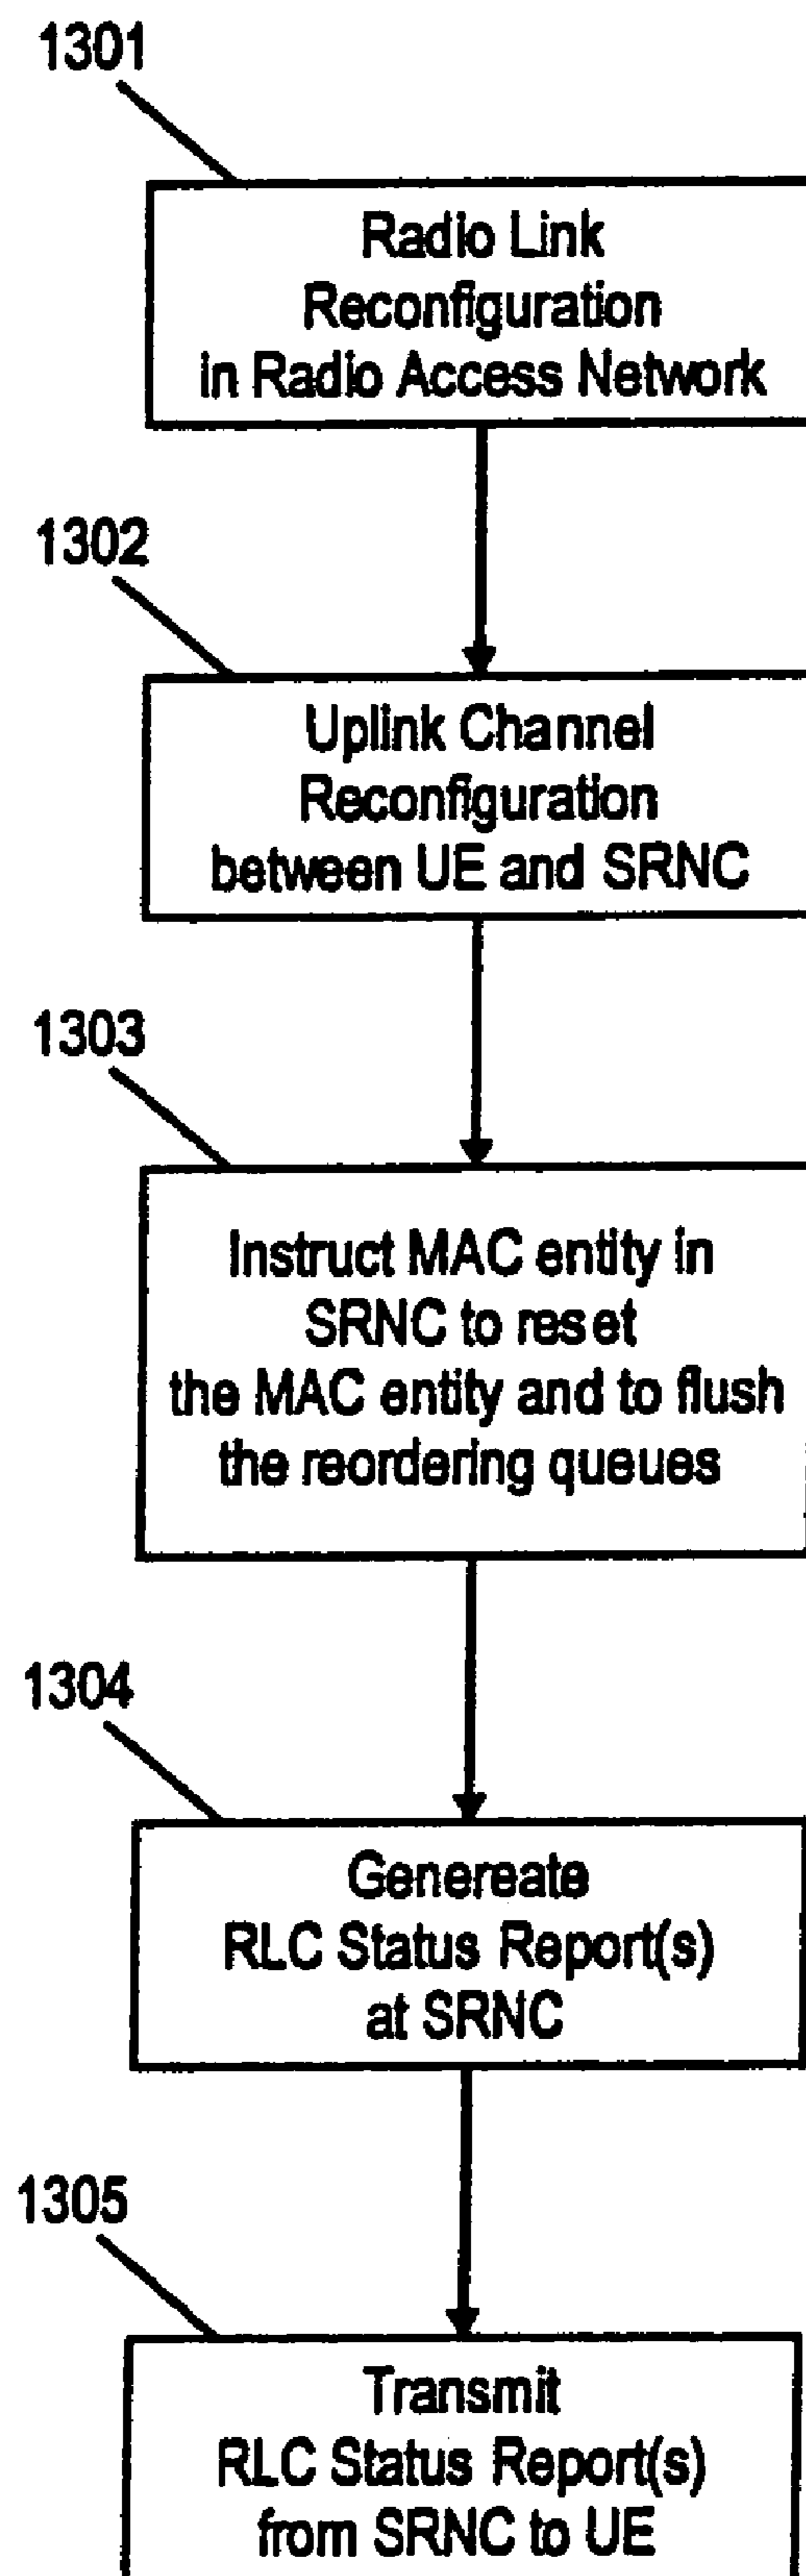 1301
Radio Link
Reconfiguration
in Radio Access Network
1302
Uplink Channel
Reconfiguration
between UE and SRNC
1303
Instruct MAC entity in
SRNC to reset
the MAC entity and to flush
the reordering queues
1304
Genereate
RLC Status Report(s)
at SRNC
1305
Transmit
RLC Status Report(s)
from SRNC to UE